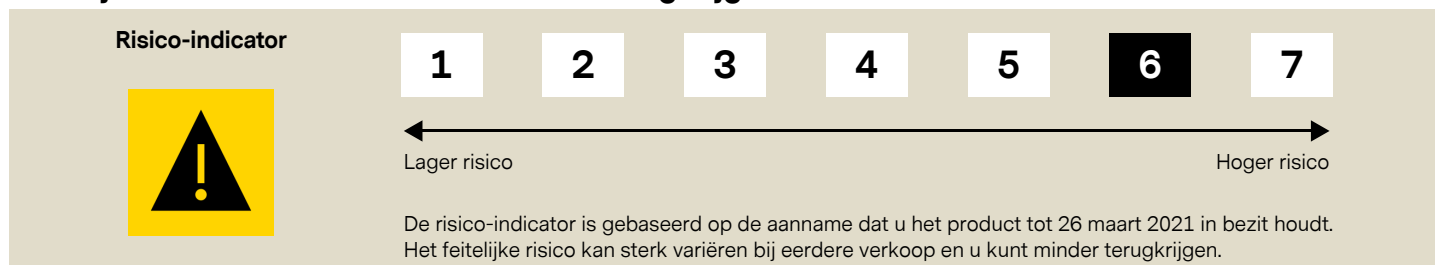 Risico-indicator
1 2 3 4 5 6 7
Lager risico Hoger risico
De risico-indicator is gebaseerd op de aanname dat u het product tot 26 maart 2021 in bezit houdt.
Het feitelijke risico kan sterk variëren bij eerdere verkoop en u kunt minder terugkrijgen.